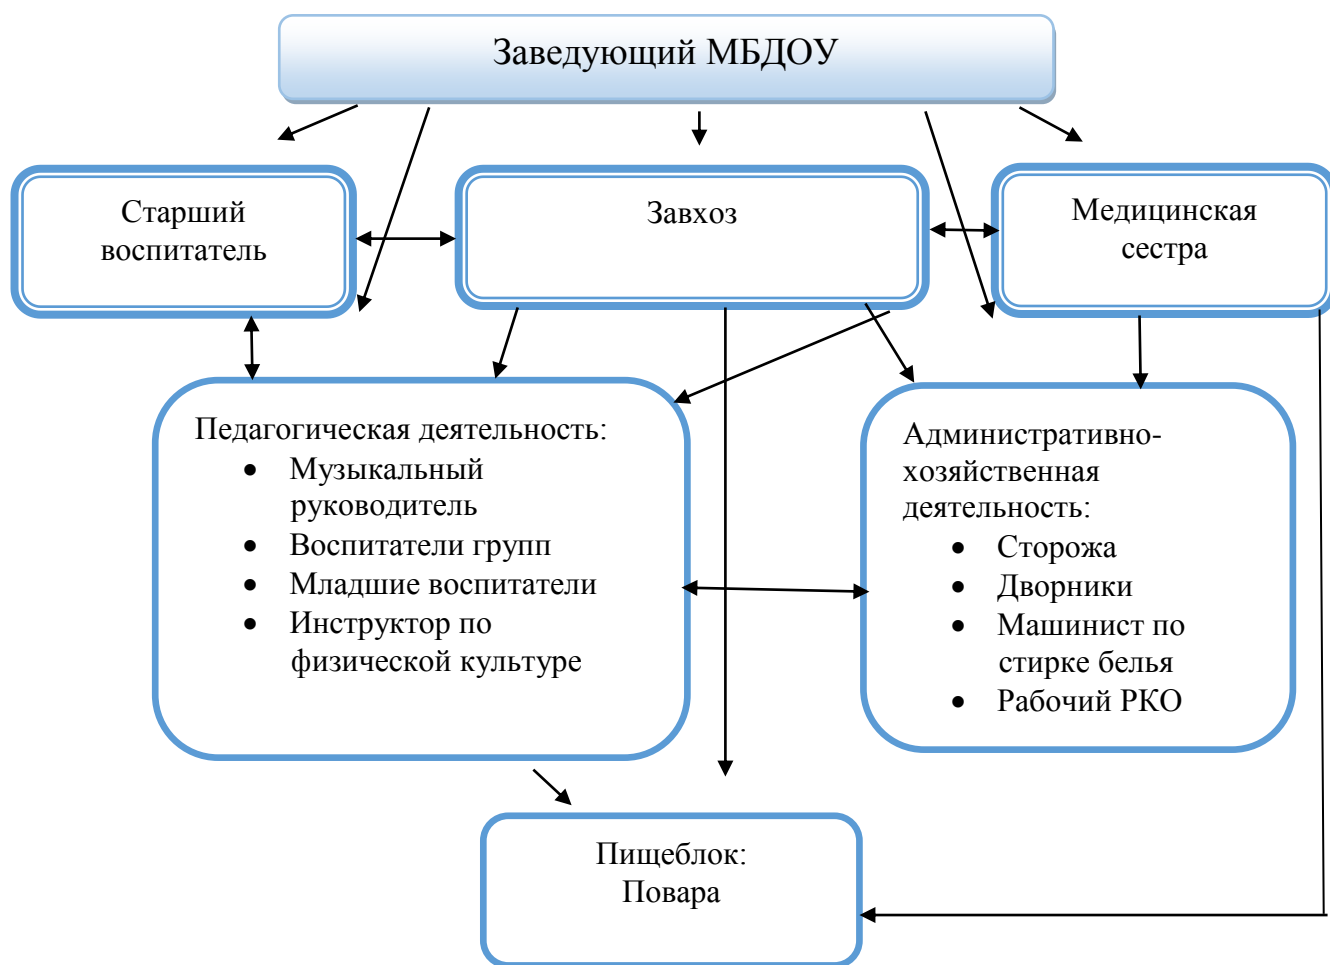 Заведующий МБДОУ
Старший
воспитатель
Завхоз
Медицинская
сестра
Педагогическая деятельность:
• Музыкальный
руководитель
• Воспитатели групп
• Младшие воспитатели
• Инструктор по
физической культуре
Административно-
хозяйственная
деятельность:
• Сторожа
• Дворники
• Машинист по
стирке белья
• Рабочий РКО
Пищеблок:
Повара